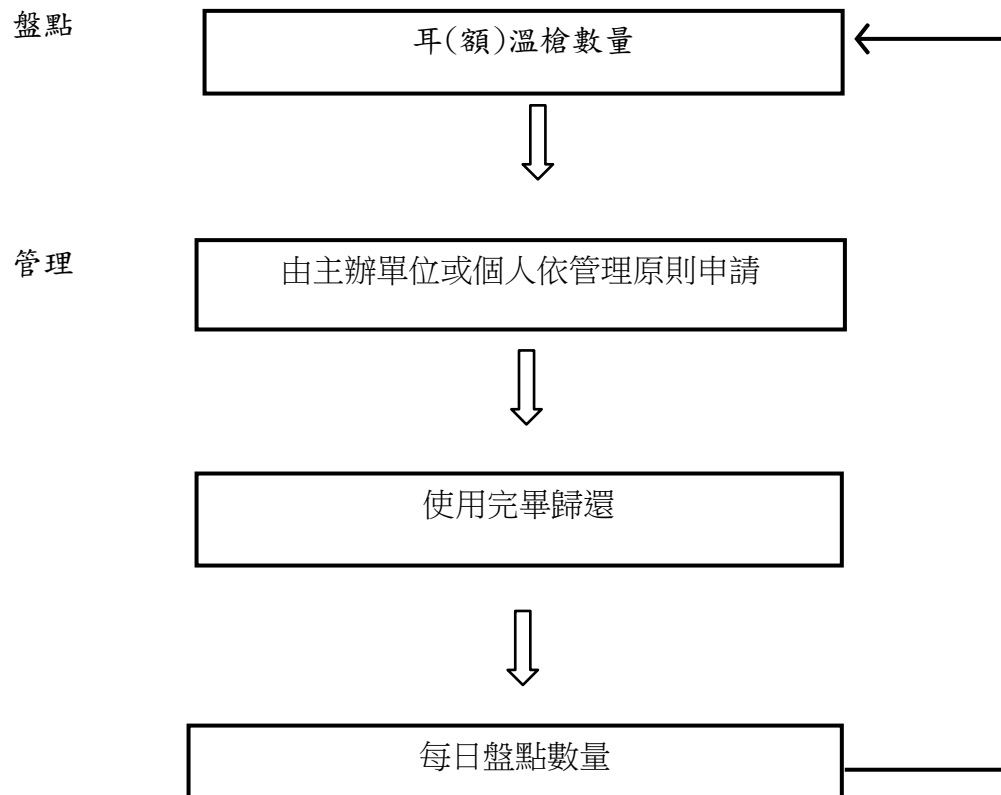 盤點
耳(額)溫槍數量
管理
由主辦單位或個人依管理原則申請
使用完畢歸還
每日盤點數量